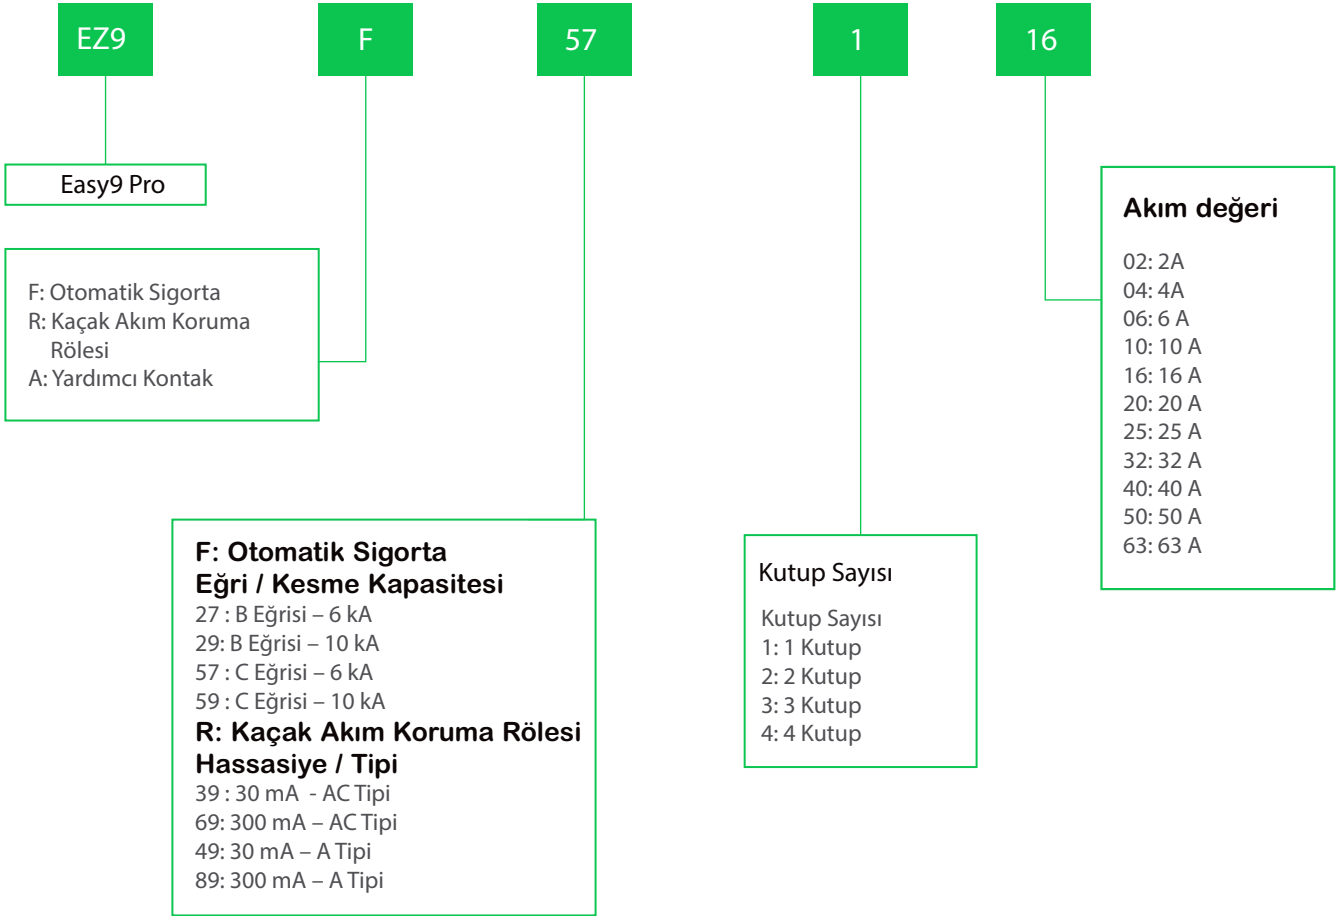 EZ9
F
57
1
16
Easy9 Pro
F: Otomatik Sigorta
R: Kaçak Akım Koruma
Rölesi
A: Yardımcı Kontak
F: Otomatik Sigorta
Eğri / Kesme Kapasitesi
27 : B Eğrisi – 6 kA
29: B Eğrisi – 10 kA
57 : C Eğrisi – 6 kA
59 : C Eğrisi – 10 kA
R: Kaçak Akım Koruma Rölesi
Hassasiye / Tipi
39 : 30 mA - AC Tipi
69: 300 mA – AC Tipi
49: 30 mA – A Tipi
89: 300 mA – A Tipi
Kutup Sayısı
Kutup Sayısı
1: 1 Kutup
2: 2 Kutup
3: 3 Kutup
4: 4 Kutup
Akım değeri
02: 2A
04: 4A
06: 6 A
10: 10 A
16: 16 A
20: 20 A
25: 25 A
32: 32 A
40: 40 A
50: 50 A
63: 63 A